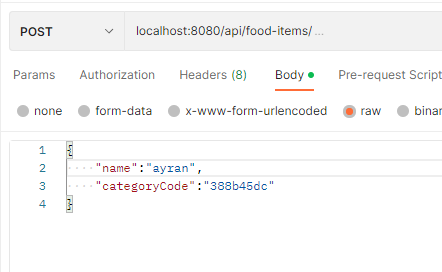 POST localhost:8080/api/food-items/ ...
Params Authorization Headers (8) Body Pre-request Script
none form-data x-www-form-urlencoded raw binar
1 {
2 "name":"ayran",
3 "categoryCode":"388b45dc"
4 }